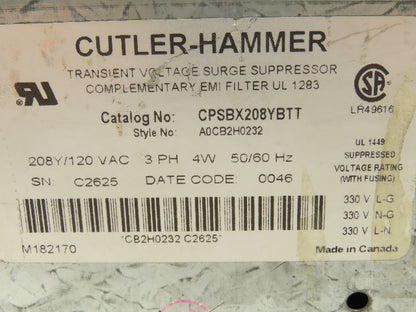 CUTLER-HAMMER
TRANSIENT VOLTAGE SURGE SUPPRESSOR
COMPLEMENTARY EMI FILTER UL 1283
Catalog No: CPSBX208YBTT
Style No: A0CB2H0232
LR49616
208Y/120 VAC 3 PH 4W 50/60 Hz
SN: C2625 DATE CODE: 0046
UL 1449
SUPPRESSED
VOLTAGE RATING
(WITH FUSING)
330 V L-G
330 V N-G
330 V L-N
*CB2H0232 C2625*
M182170
Made in Canada